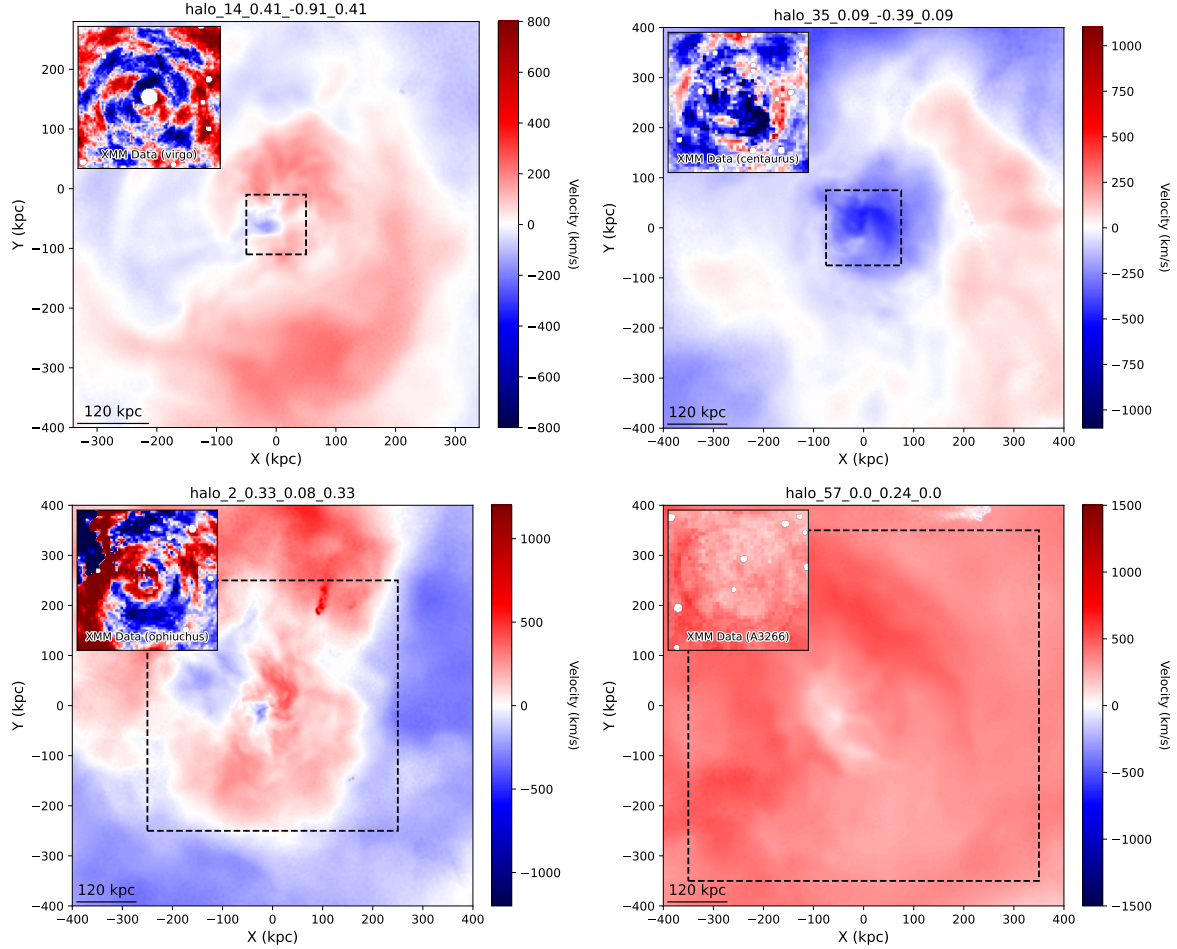 halo_14_0.41_-0.91_0.41
XMM Data (virgo)
120 kpc
200
100
0
−100
−200
−300
−400
Y (kpc)
−300 −200 −100 0 100 200 300
X (kpc)
800
600
400
200
0
−200
−400
−600
−800
Velocity (km/s)
halo_35_0.09_-0.39_0.09
XMM Data (centaurus)
120 kpc
400
300
200
100
0
−100
−200
−300
−400
Y (kpc)
−400 −300 −200 −100 0 100 200 300 400
X (kpc)
1000
750
500
250
0
−250
−500
−750
−1000
Velocity (km/s)
halo_2_0.33_0.08_0.33
XMM Data (ophiuchus)
120 kpc
400
300
200
100
0
−100
−200
−300
−400
Y (kpc)
−400 −200 0 200 400
X (kpc)
1000
500
0
−500
−1000
Velocity (km/s)
halo_57_0.0_0.24_0.0
XMM Data (A3266)
120 kpc
400
300
200
100
0
−100
−200
−300
−400
Y (kpc)
−400 −300 −200 −100 0 100 200 300 400
X (kpc)
1500
1000
500
0
−500
−1000
−1500
Velocity (km/s)